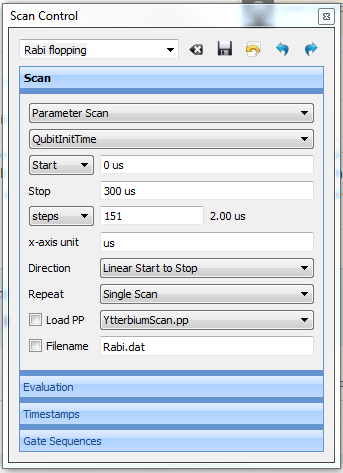 Scan Control
Rabi flopping
Scan
Parameter Scan
QubitInitTime
Start 0 us
Stop 300 us
steps 151 2.00 us
x-axis unit us
Direction Linear Start to Stop
Repeat Single Scan
Load PP YtterbiumScan.pp
Filename Rabi.dat
Evaluation
Timestamps
Gate Sequences